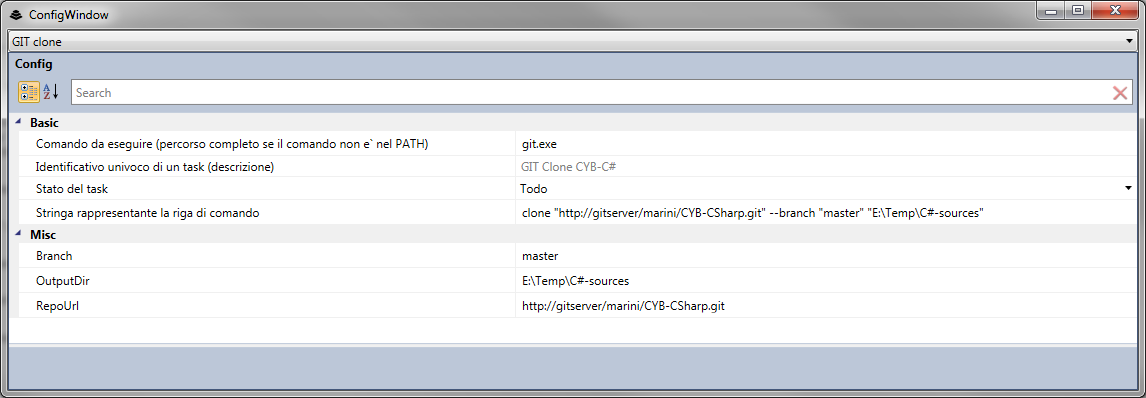 ConfigWindow
GIT clone
Config
A Z Search
Basic
Comando da eseguire (percorso completo se il comando non e` nel PATH) git.exe
Identificativo univoco di un task (descrizione) GIT Clone CYB-C#
Stato del task Todo
Stringa rappresentante la riga di comando clone "http://gitserver/marini/CYB-CSharp.git" --branch "master" "E:\Temp\C#-sources"
Misc
Branch master
OutputDir E:\Temp\C#-sources
RepoUrl http://gitserver/marini/CYB-CSharp.git